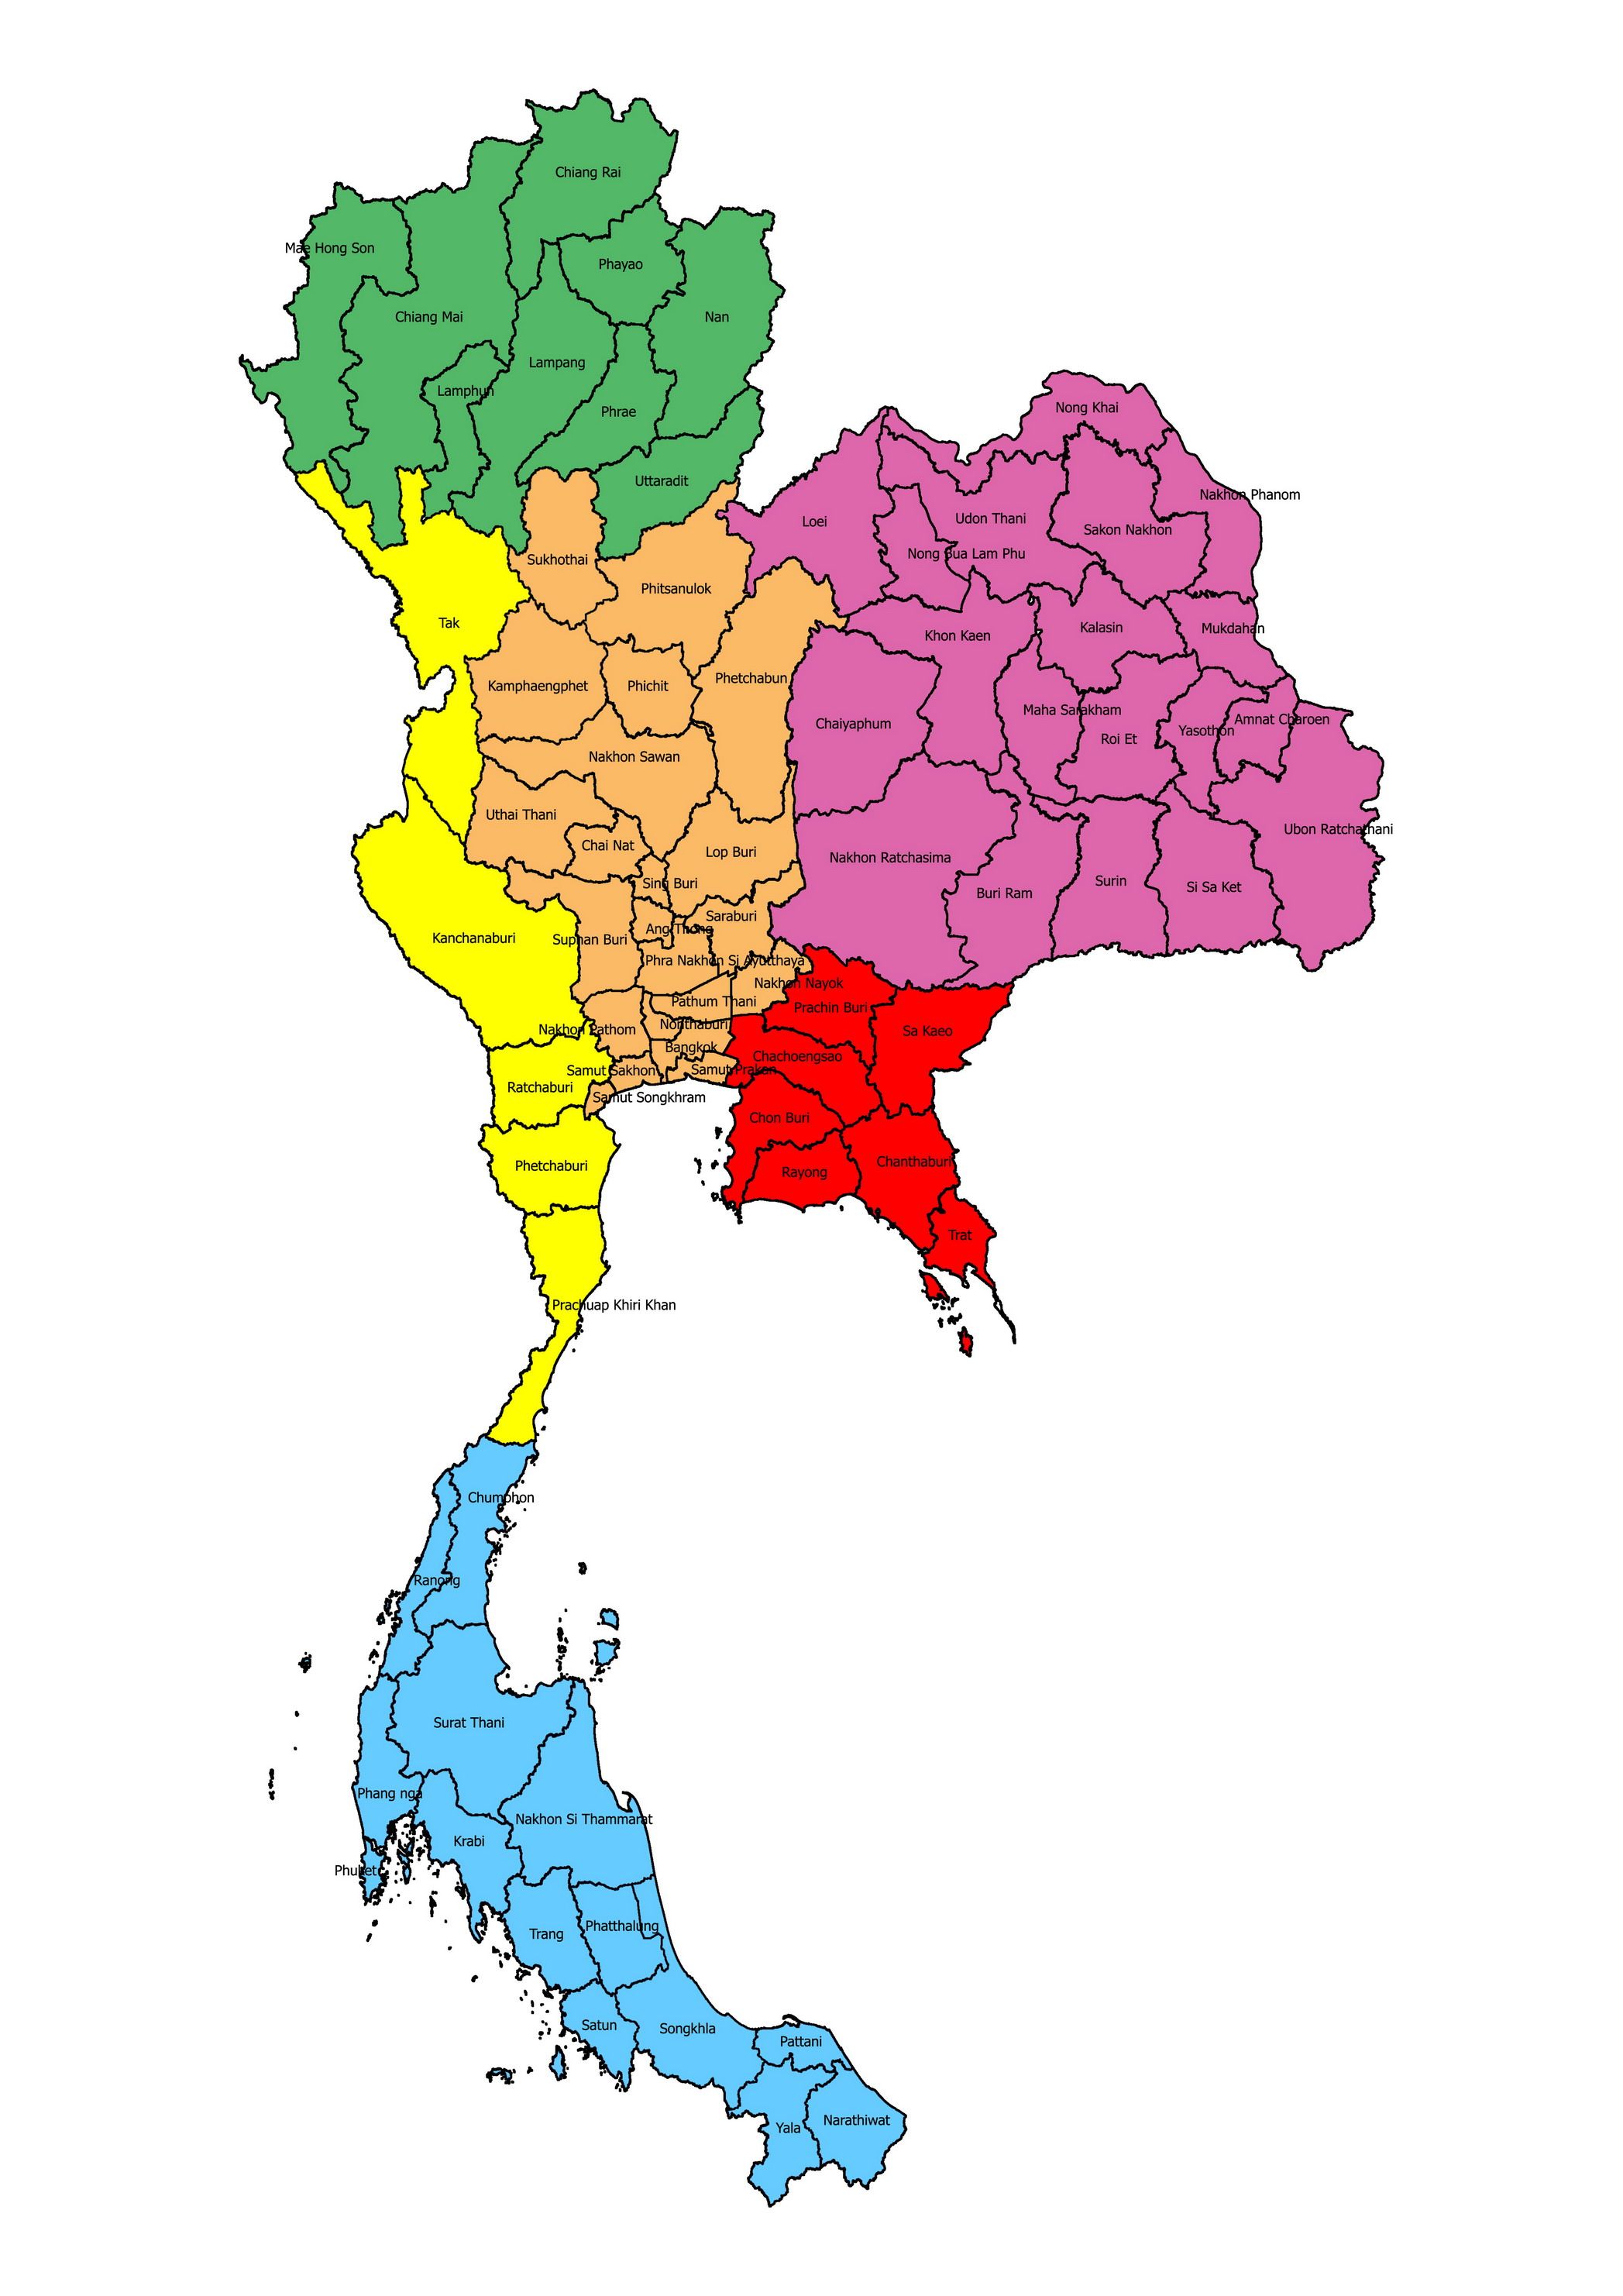 Chiang Rai
Mae Hong Son
Phayao
Chiang Mai
Nan
Lampang
Lamphun
Phrae
Nong Khai
Uttaradit
Nakhon Phanom
Loei
Udon Thani
Sakon Nakhon
Nong Bua Lam Phu
Sukhothai
Phitsanulok
Tak
Kalasin
Mukdahan
Khon Kaen
Phetchabun
Kamphaengphet
Phichit
Maha Sarakham
Amnat Charoen
Chaiyaphum
Yasothon
Roi Et
Nakhon Sawan
Uthai Thani
Ubon Ratchathani
Chai Nat
Lop Buri
Nakhon Ratchasima
Sing Buri
Surin
Si Sa Ket
Buri Ram
Saraburi
Ang Thong
Kanchanaburi
Suphan Buri
Phra Nakhon Si Ayutthaya
Nakhon Nayok
Pathum Thani
Prachin Buri
Nonthaburi
Nakhon Pathom
Sa Kaeo
Bangkok
Chachoengsao
Samut Sakhon
Samut Prakan
Ratchaburi
Samut Songkhram
Chon Buri
Phetchaburi
Chanthaburi
Rayong
Trat
Prachuap Khiri Khan
Chumphon
Ranong
Surat Thani
Phang nga
Nakhon Si Thammarat
Krabi
Phuket
Phatthalung
Trang
Satun
Songkhla
Pattani
Narathiwat
Yala